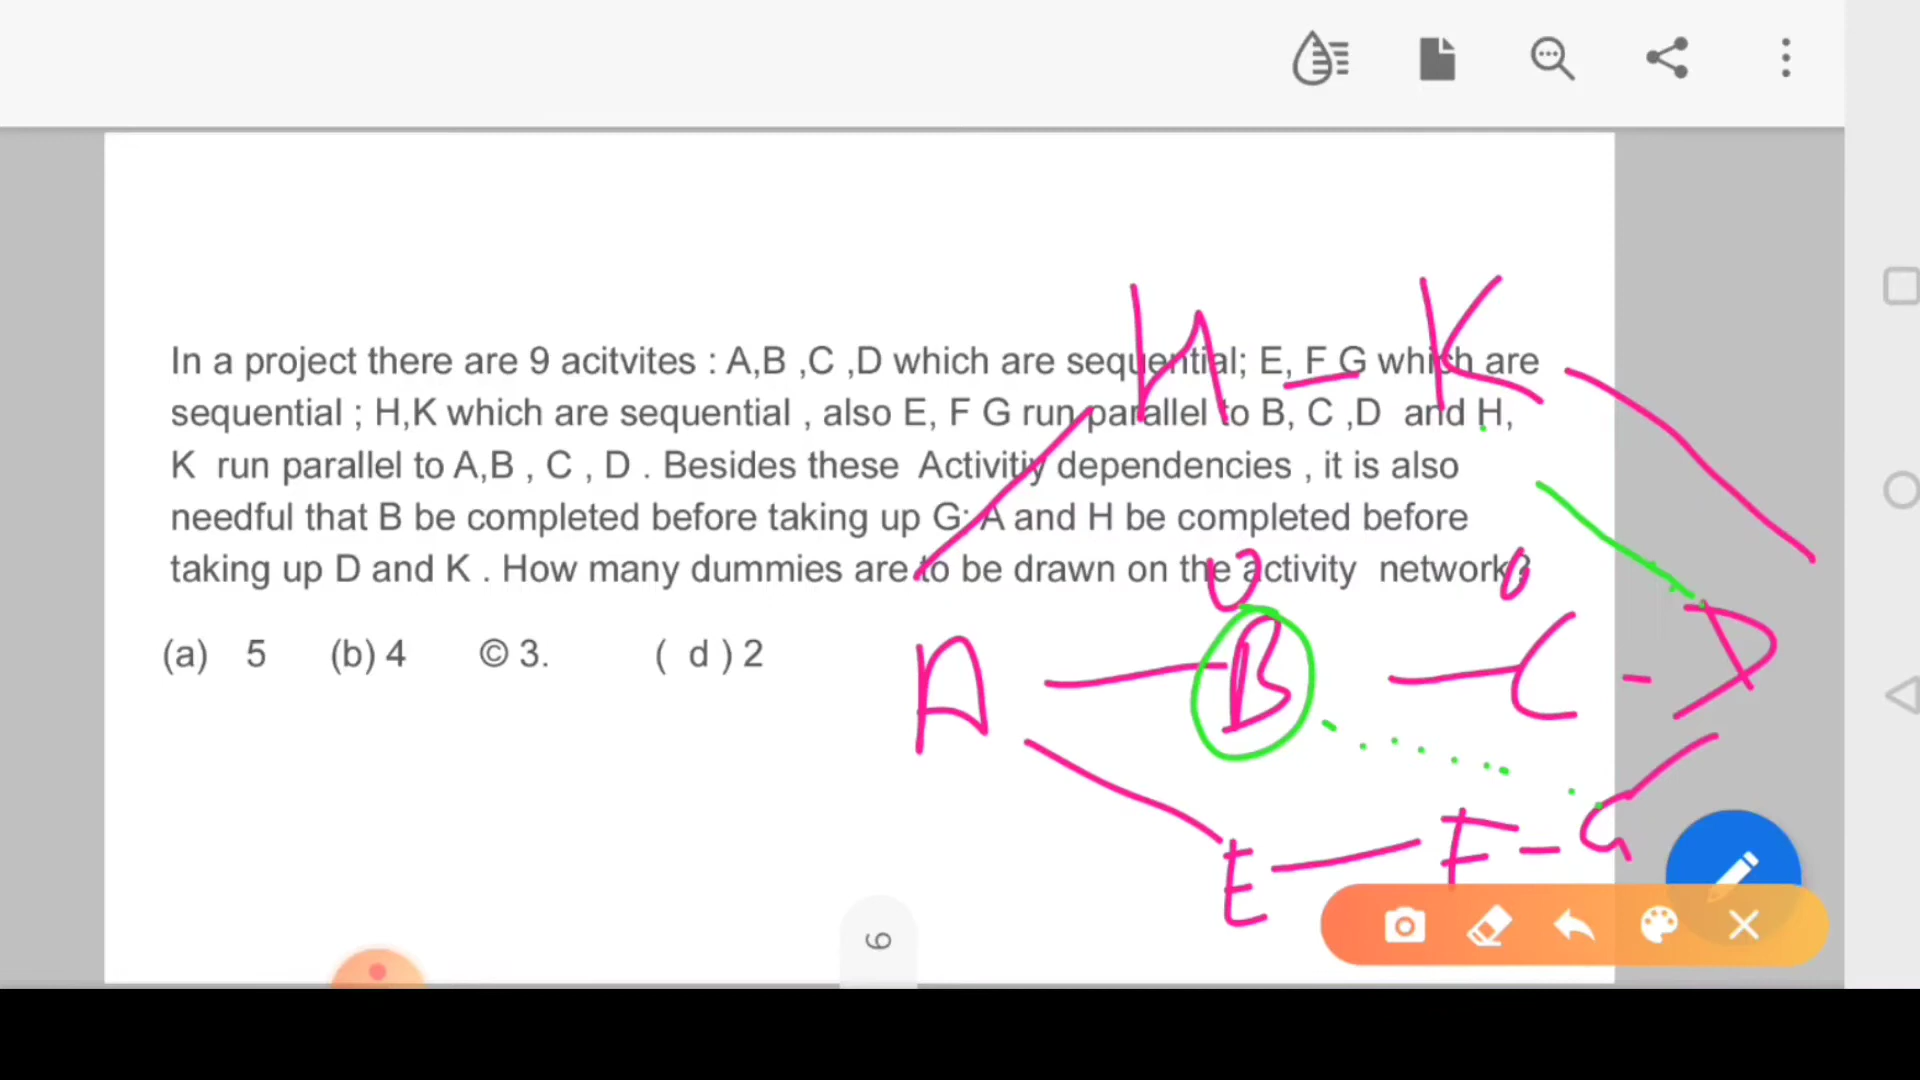 In a project there are 9 acitvites : A,B ,C ,D which are sequential; E, F G which are
sequential ; H,K which are sequential , also E, F G run parallel to B, C ,D and H,
K run parallel to A,B , C , D . Besides these Activitiy dependencies , it is also
needful that B be completed before taking up G; A and H be completed before
taking up D and K . How many dummies are to be drawn on the activity network?
(a) 5 (b) 4 © 3. ( d ) 2
H - K
A B C - D
E F - G
6